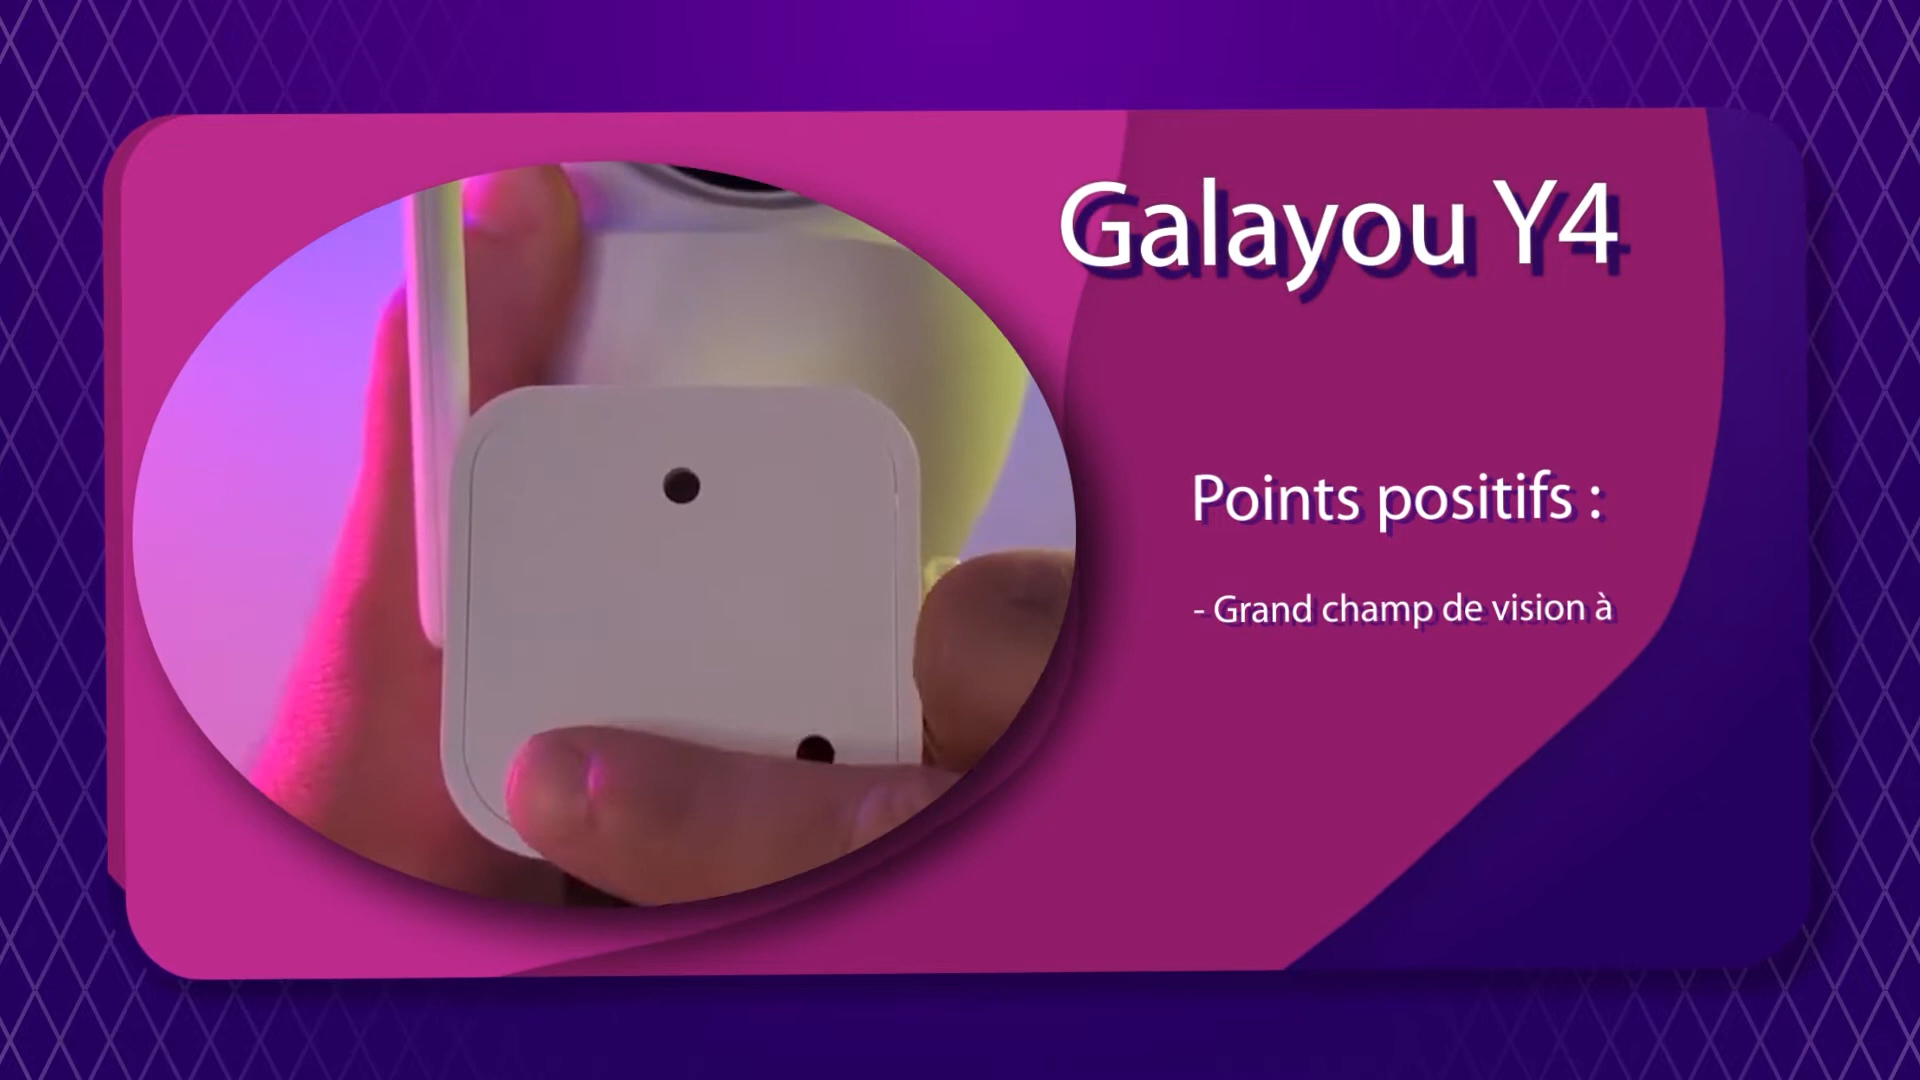 Galayou Y4
Points positifs :
- Grand champ de vision à